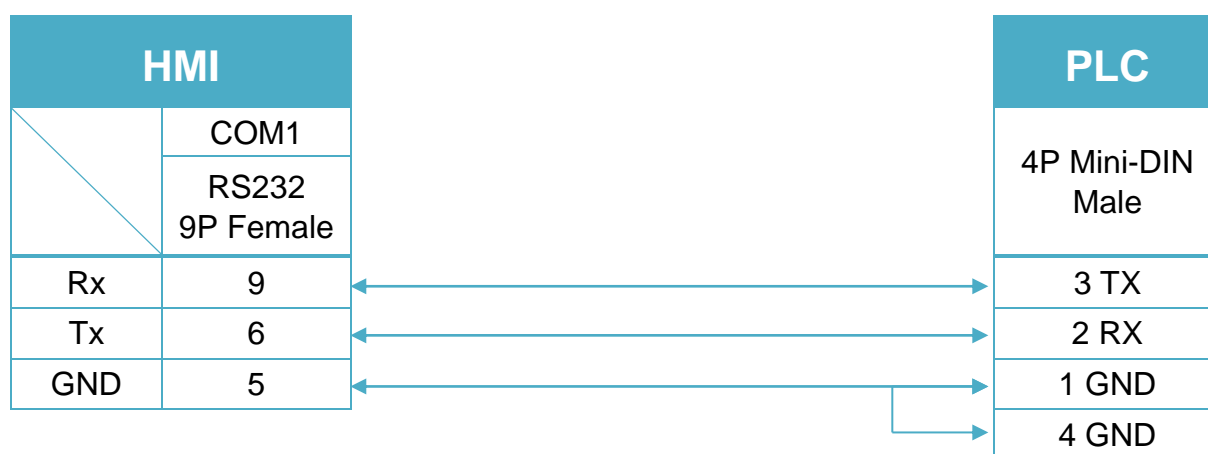 HMI
PLC
COM1
RS232
9P Female
4P Mini-DIN
Male
Rx 9 3 TX
Tx 6 2 RX
GND 5 1 GND
4 GND